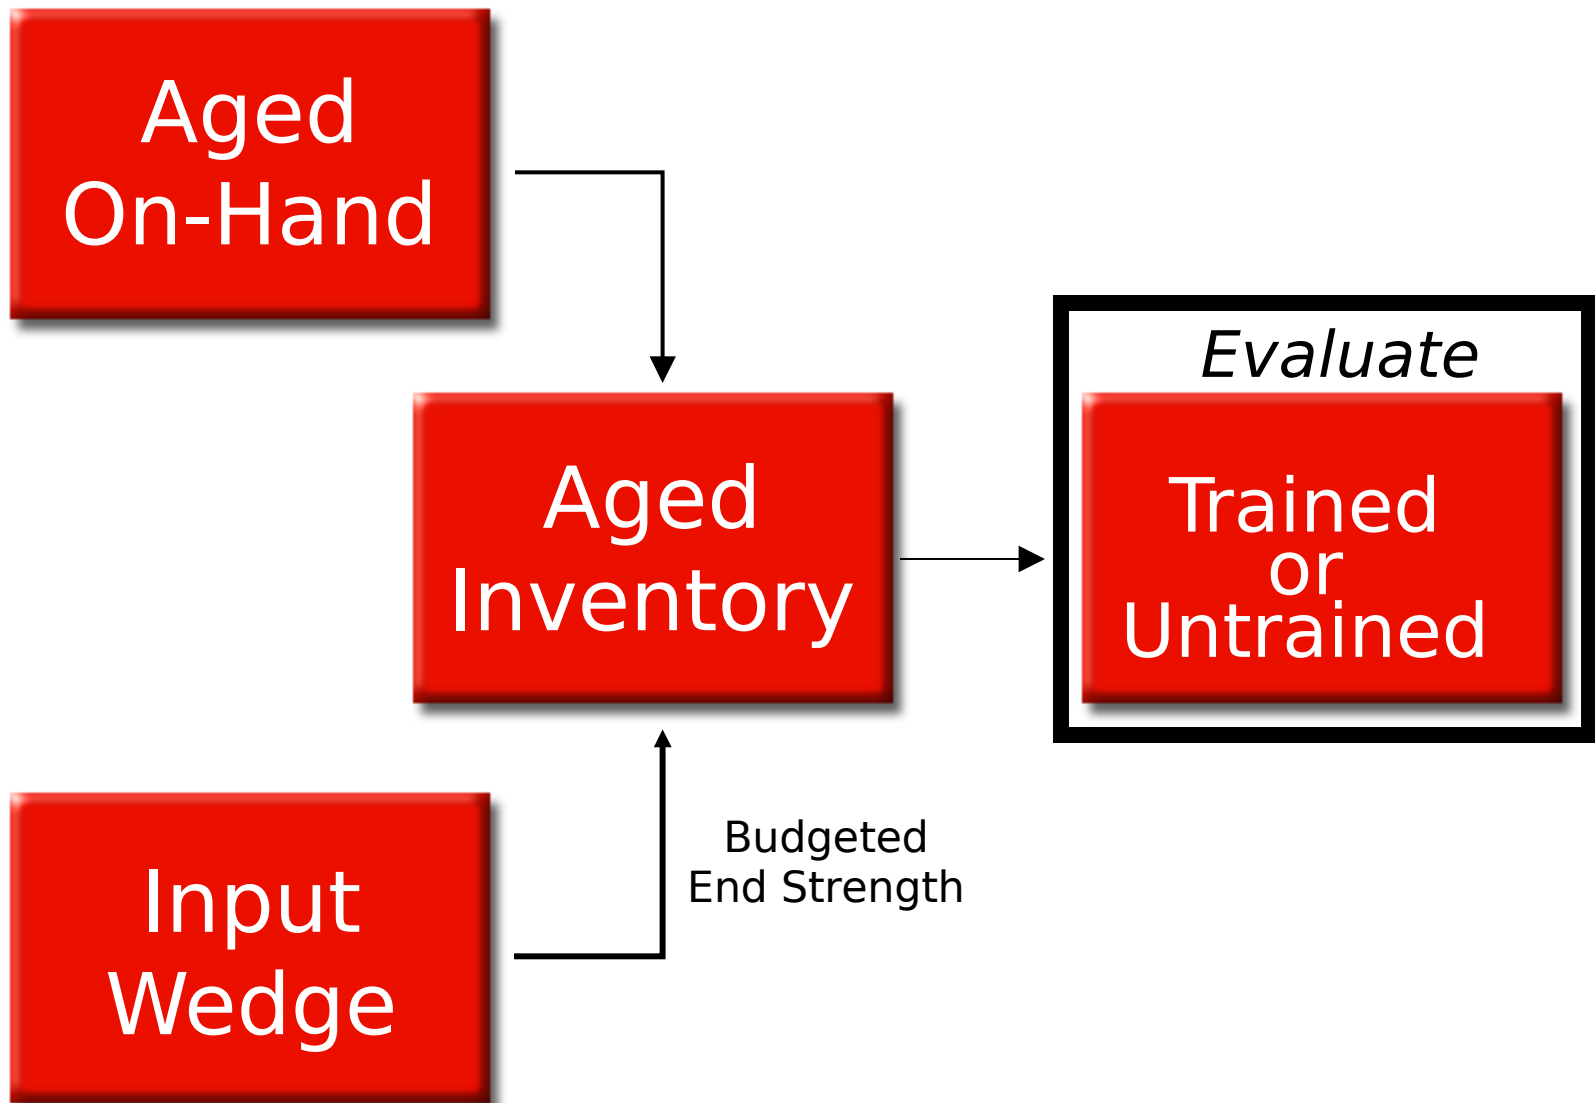 Aged
On-Hand
Evaluate
Aged
Inventory
Trained
or
Untrained
Budgeted
End Strength
Input
Wedge